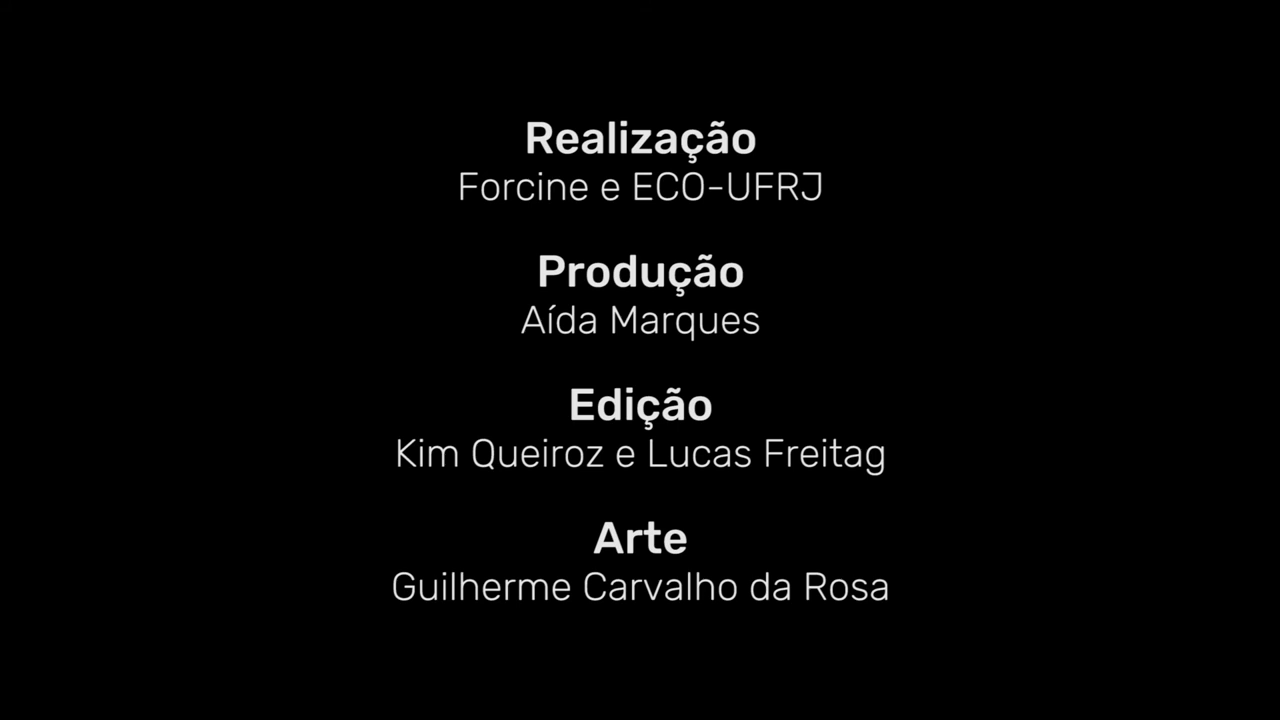 Realização
Forcine e ECO-UFRJ
Produção
Aída Marques
Edição
Kim Queiroz e Lucas Freitag
Arte
Guilherme Carvalho da Rosa